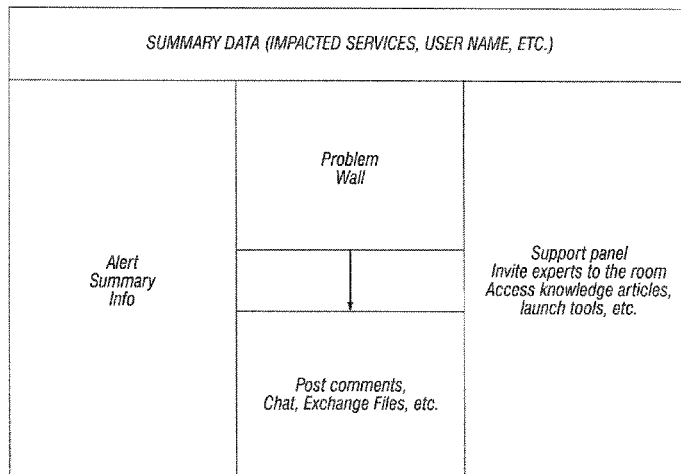 SUMMARY DATA (IMPACTED SERVICES, USER NAME, ETC.)
Alert
Summary
Info
Problem
Wall
Post comments,
Chat, Exchange Files, etc.
Support panel
Invite experts to the room
Access knowledge articles,
launch tools, etc.